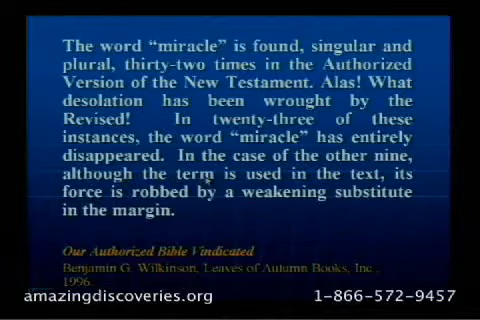 The word “miracle” is found, singular and
plural, thirty-two times in the Authorized
Version of the New Testament. Alas! What
desolation has been wrought by the
Revised! In twenty-three of these
instances, the word “miracle” has entirely
disappeared. In the case of the other nine,
although the term is used in the text, its
force is robbed by a weakening substitute
in the margin.
Our Authorized Bible Vindicated
Benjamin G. Wilkinson, Leaves of Autumn Books, Inc.,
1996.
amazingdiscoveries.org 1-866-572-9457